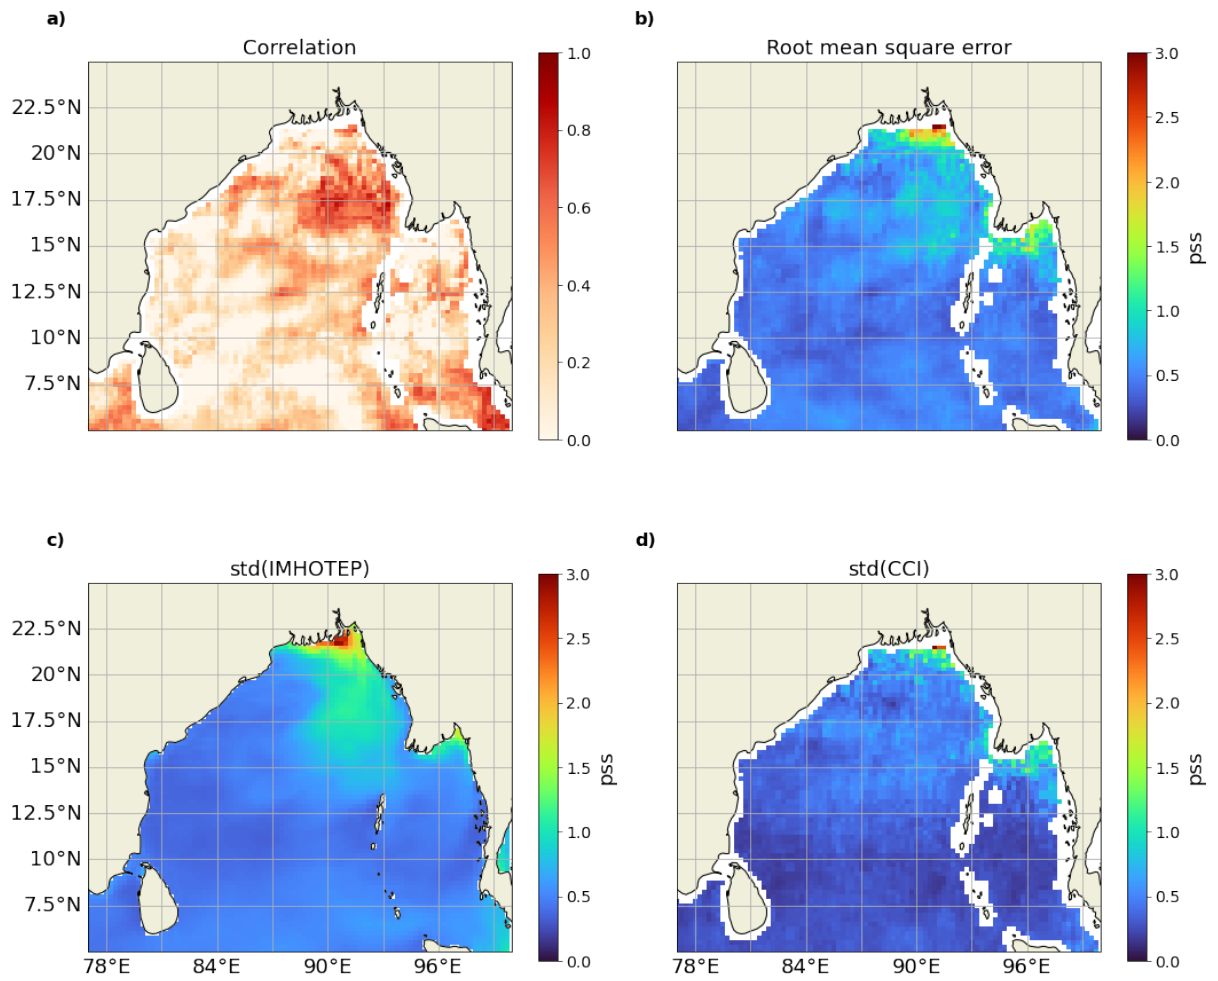 a)
Correlation
22.5°N
20°N
17.5°N
15°N
12.5°N
10°N
7.5°N
1.0
0.8
0.6
0.4
0.2
0.0
b)
Root mean square error
3.0
2.5
2.0
1.5
1.0
0.5
0.0
pss
c)
std(IMHOTEP)
22.5°N
20°N
17.5°N
15°N
12.5°N
10°N
7.5°N
78°E 84°E 90°E 96°E
3.0
2.5
2.0
1.5
1.0
0.5
0.0
pss
d)
std(CCI)
78°E 84°E 90°E 96°E
3.0
2.5
2.0
1.5
1.0
0.5
0.0
pss